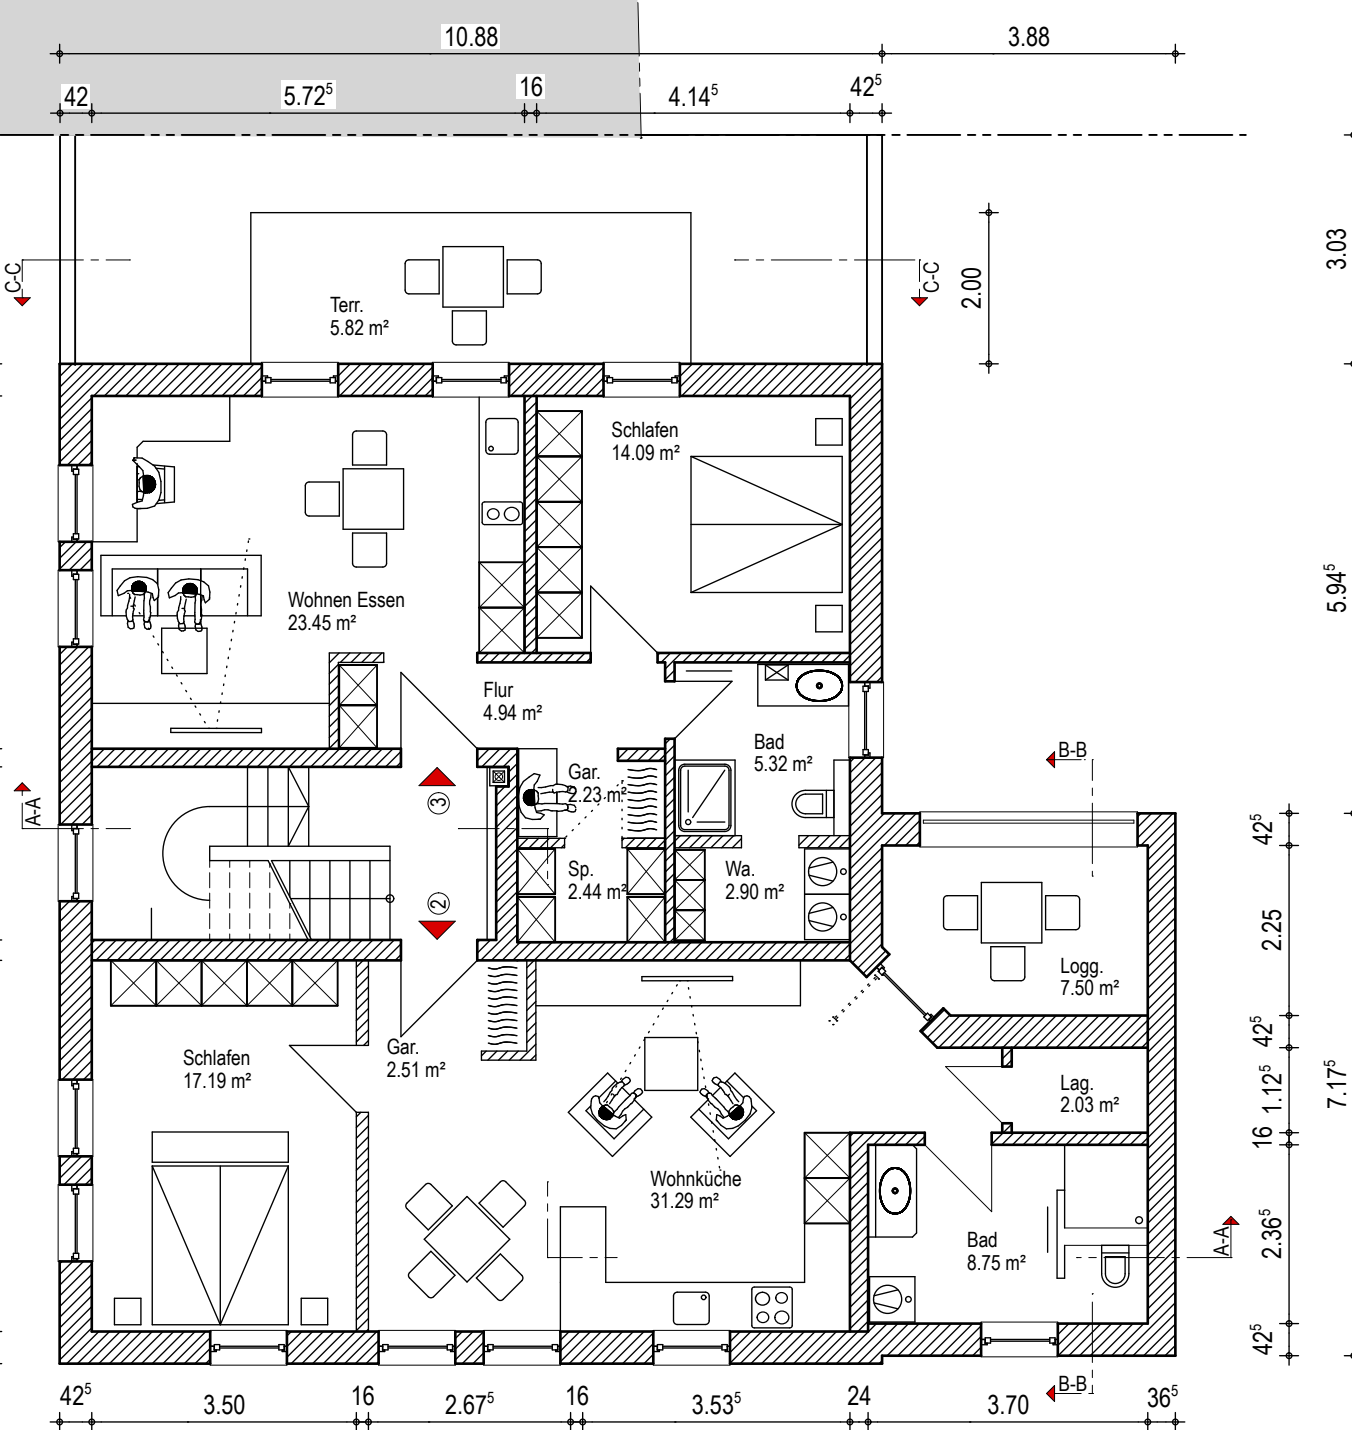 10.88
3.88
42
5.72⁵
16
4.14⁵
42⁵
C-C
C-C
2.00
3.03
Terr.
5.82 m²
Schlafen
14.09 m²
Wohnen Essen
23.45 m²
5.94⁵
Flur
4.94 m²
Bad
5.32 m²
B-B
Gar.
2.23 m²
A-A
3
42⁵
Sp.
2.44 m²
Wa.
2.90 m²
2
2.25
Logg.
7.50 m²
42⁵
Gar.
2.51 m²
Schlafen
17.19 m²
Lag.
2.03 m²
1.12⁵
7.17⁵
16
Wohnküche
31.29 m²
Bad
8.75 m²
A-A
2.36⁵
42⁵
B-B
42⁵
3.50
16
2.67⁵
16
3.53⁵
24
3.70
36⁵